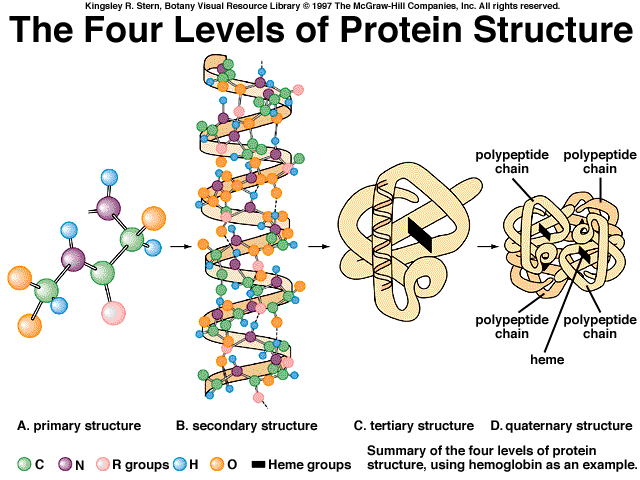 Kingsley R. Stern, Botany Visual Resource Library © 1997 The McGraw-Hill Companies, Inc. All rights reserved.
The Four Levels of Protein Structure
polypeptide
chain
polypeptide
chain
polypeptide
chain
polypeptide
chain
heme
A. primary structure
B. secondary structure
C. tertiary structure
D. quaternary structure
C
N
R groups
H
O
Heme groups
Summary of the four levels of protein
structure, using hemoglobin as an example.